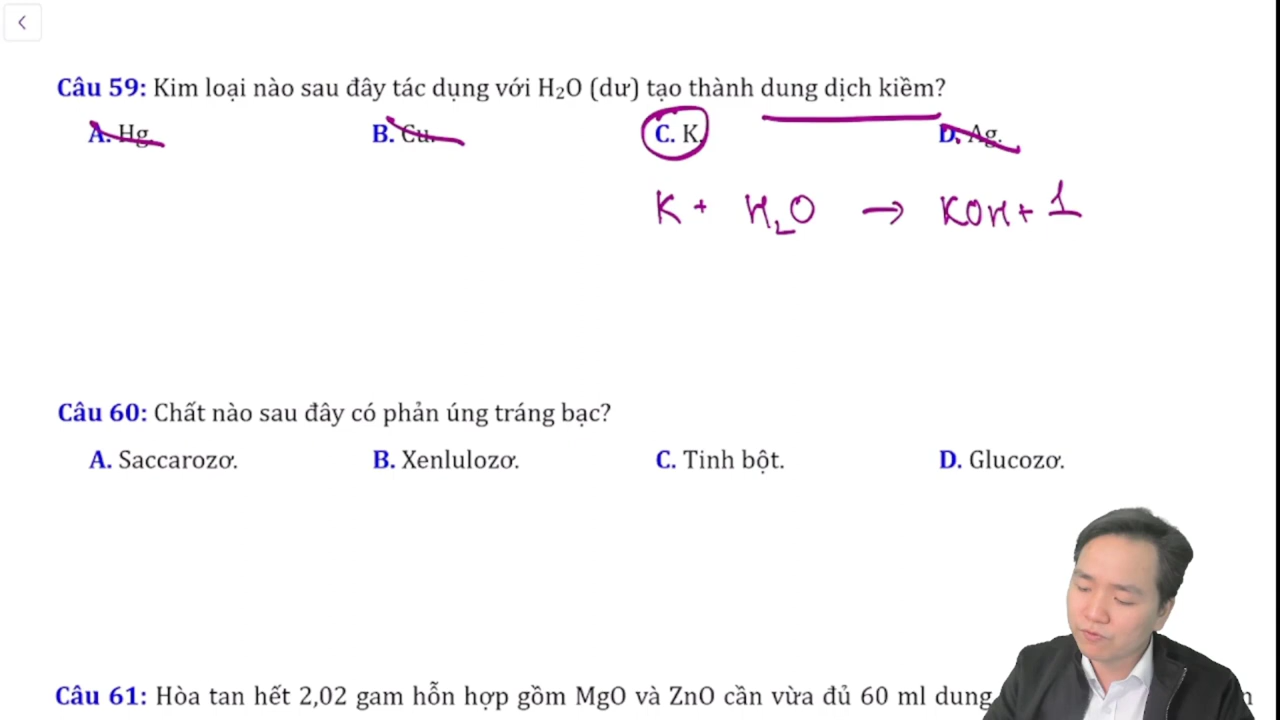 Câu 59: Kim loại nào sau đây tác dụng với H₂O (dư) tạo thành dung dịch kiềm?
A. Hg. B. Cu. C. K. D. Ag.
K + H₂O → KOH + 1
Câu 60: Chất nào sau đây có phản úng tráng bạc?
A. Saccarozơ. B. Xenlulozơ. C. Tinh bột. D. Glucozơ.
Câu 61: Hòa tan hết 2,02 gam hỗn hợp gồm MgO và ZnO cần vừa đủ 60 ml dung